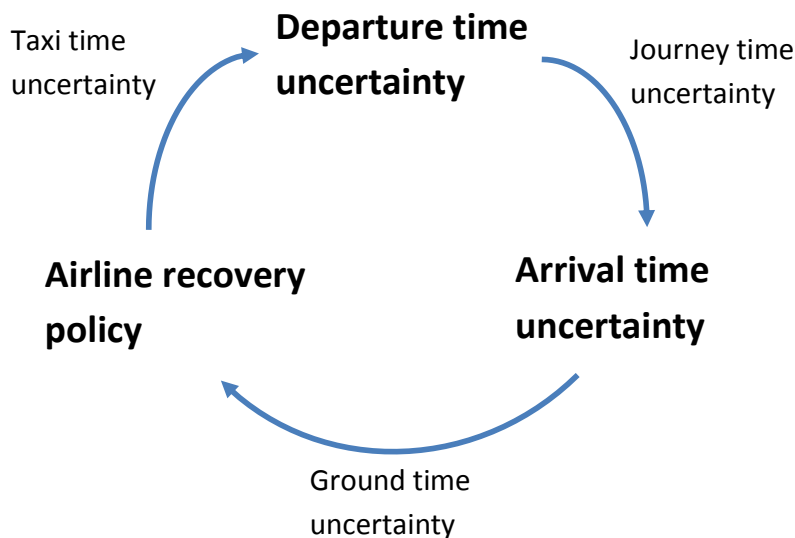 Taxi time
uncertainty
Departure time
uncertainty
Journey time
uncertainty
Airline recovery
policy
Arrival time
uncertainty
Ground time
uncertainty